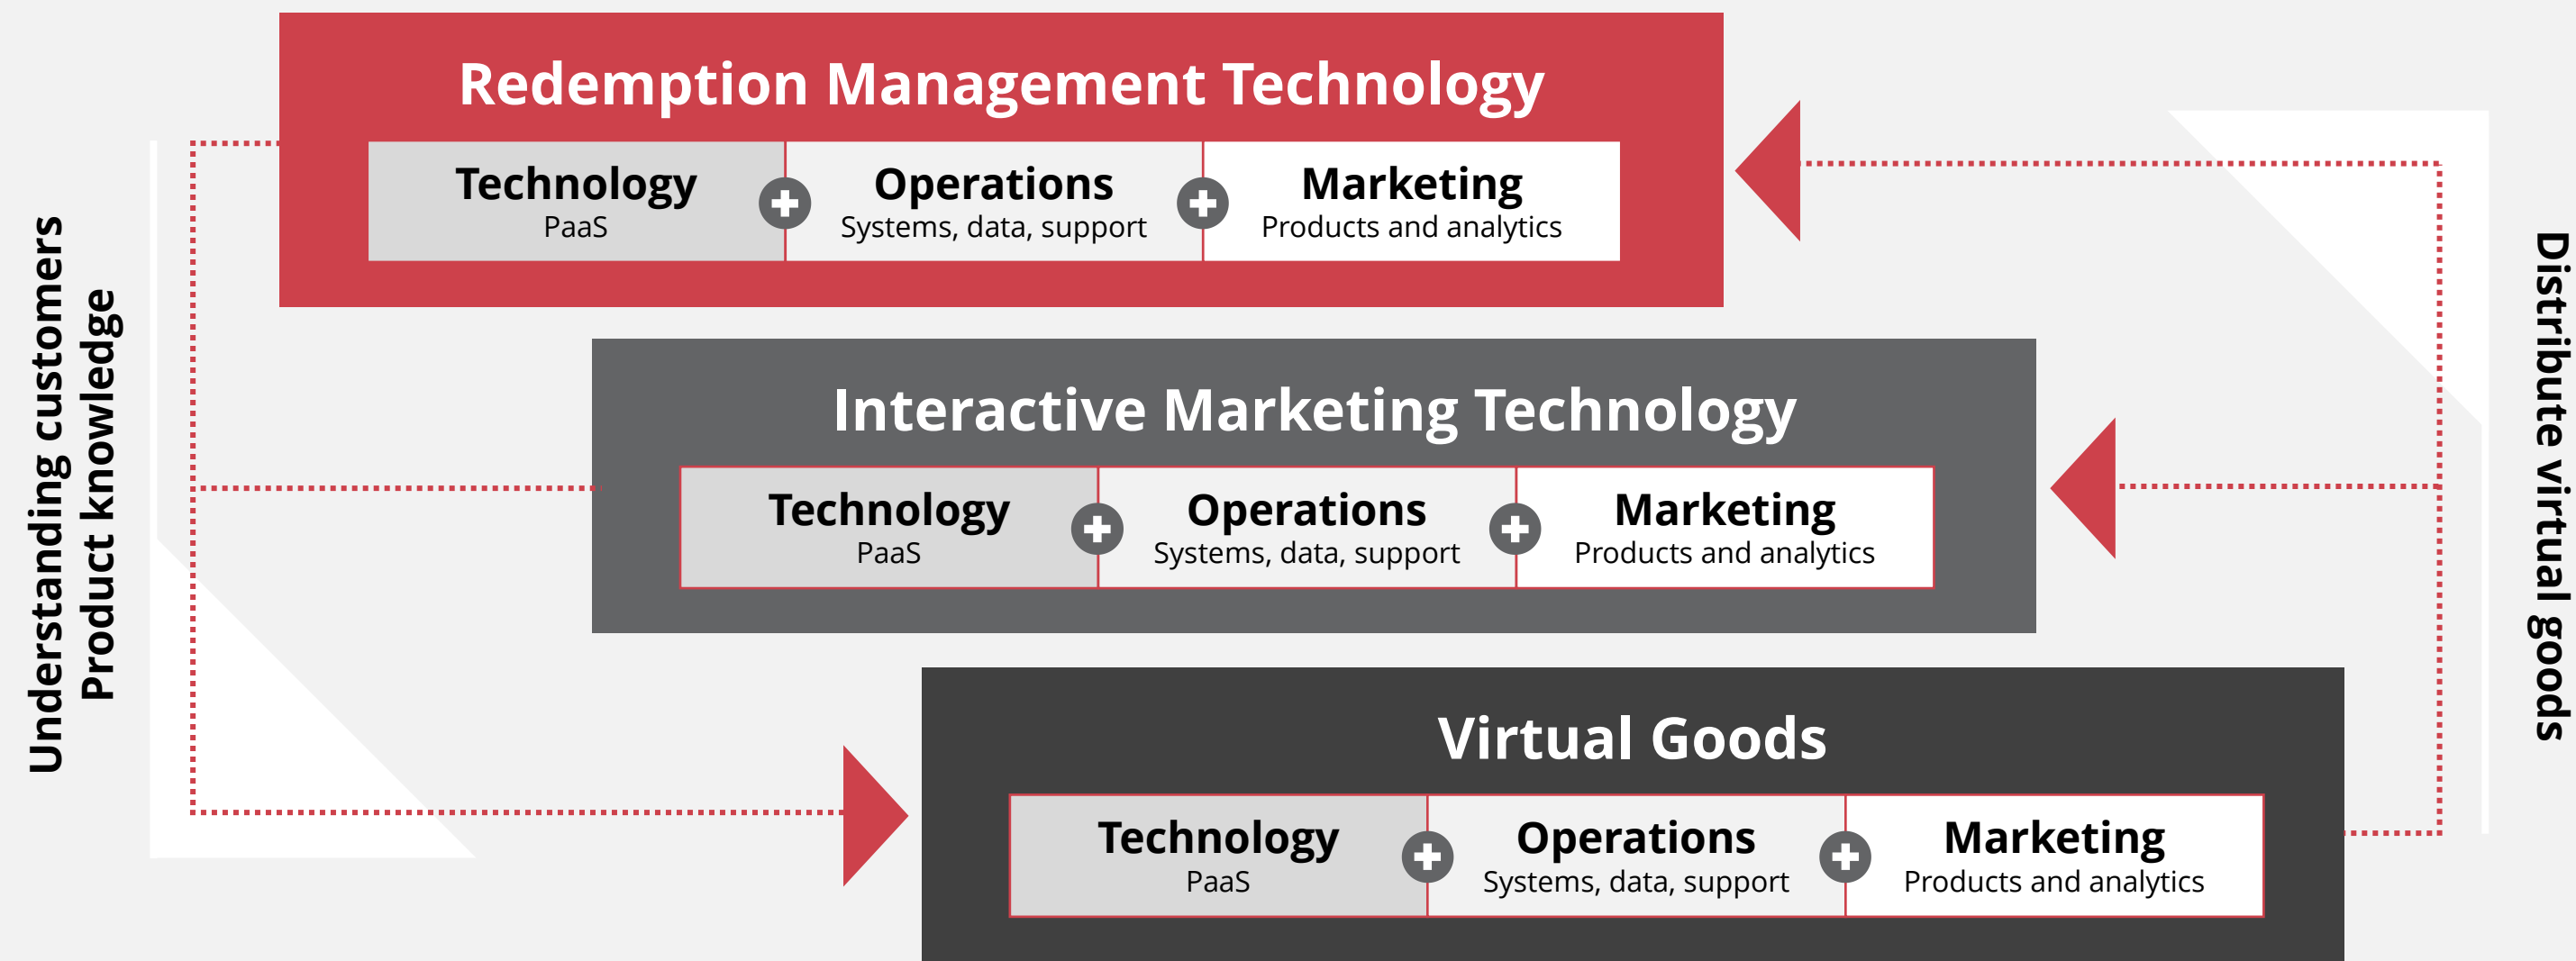 Understanding customers
Product knowledge
Redemption Management Technology
Technology
PaaS
Operations
Systems, data, support
Marketing
Products and analytics
Interactive Marketing Technology
Technology
PaaS
Operations
Systems, data, support
Marketing
Products and analytics
Virtual Goods
Technology
PaaS
Operations
Systems, data, support
Marketing
Products and analytics
Distribute virtual goods